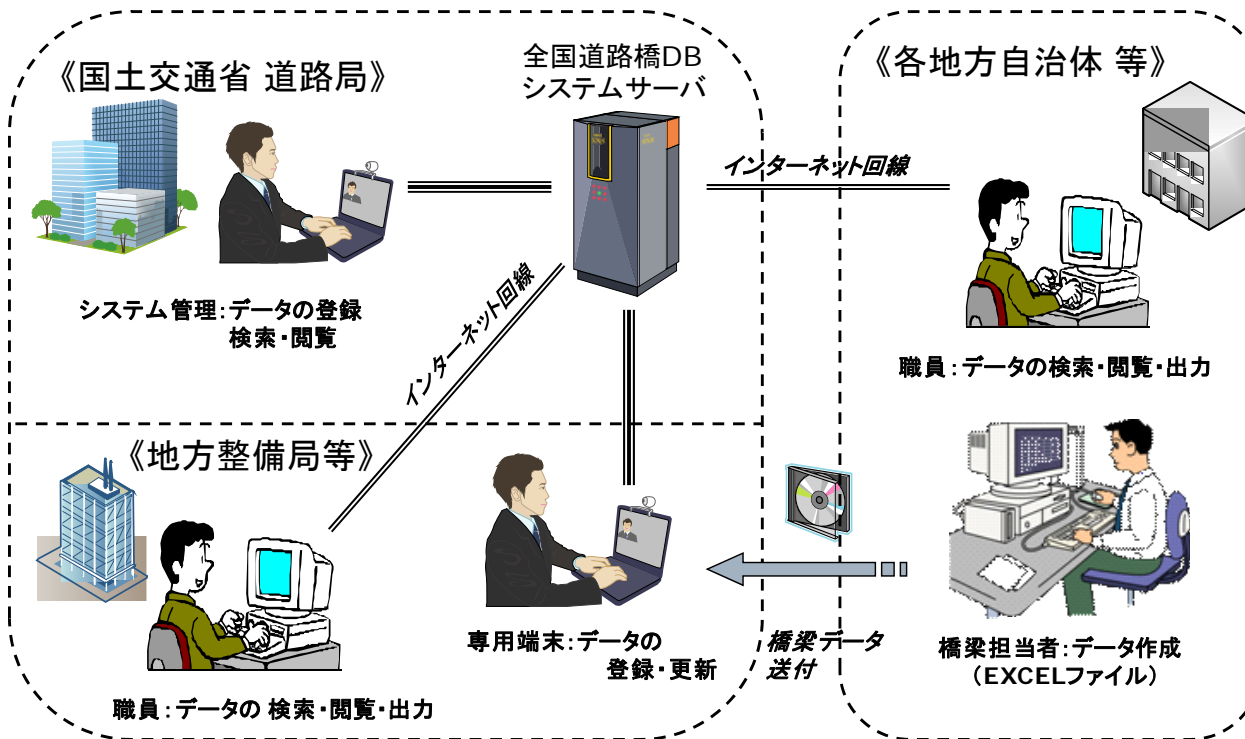 《国土交通省 道路局》
全国道路橋DB
システムサーバ
《各地方自治体 等》
インターネット回線
システム管理：データの登録
検索・閲覧
インターネット回線
職員：データの検索・閲覧・出力
《地方整備局等》
専用端末：データの
登録・更新
橋梁データ
送付
橋梁担当者：データ作成
（EXCELファイル）
職員：データの 検索・閲覧・出力